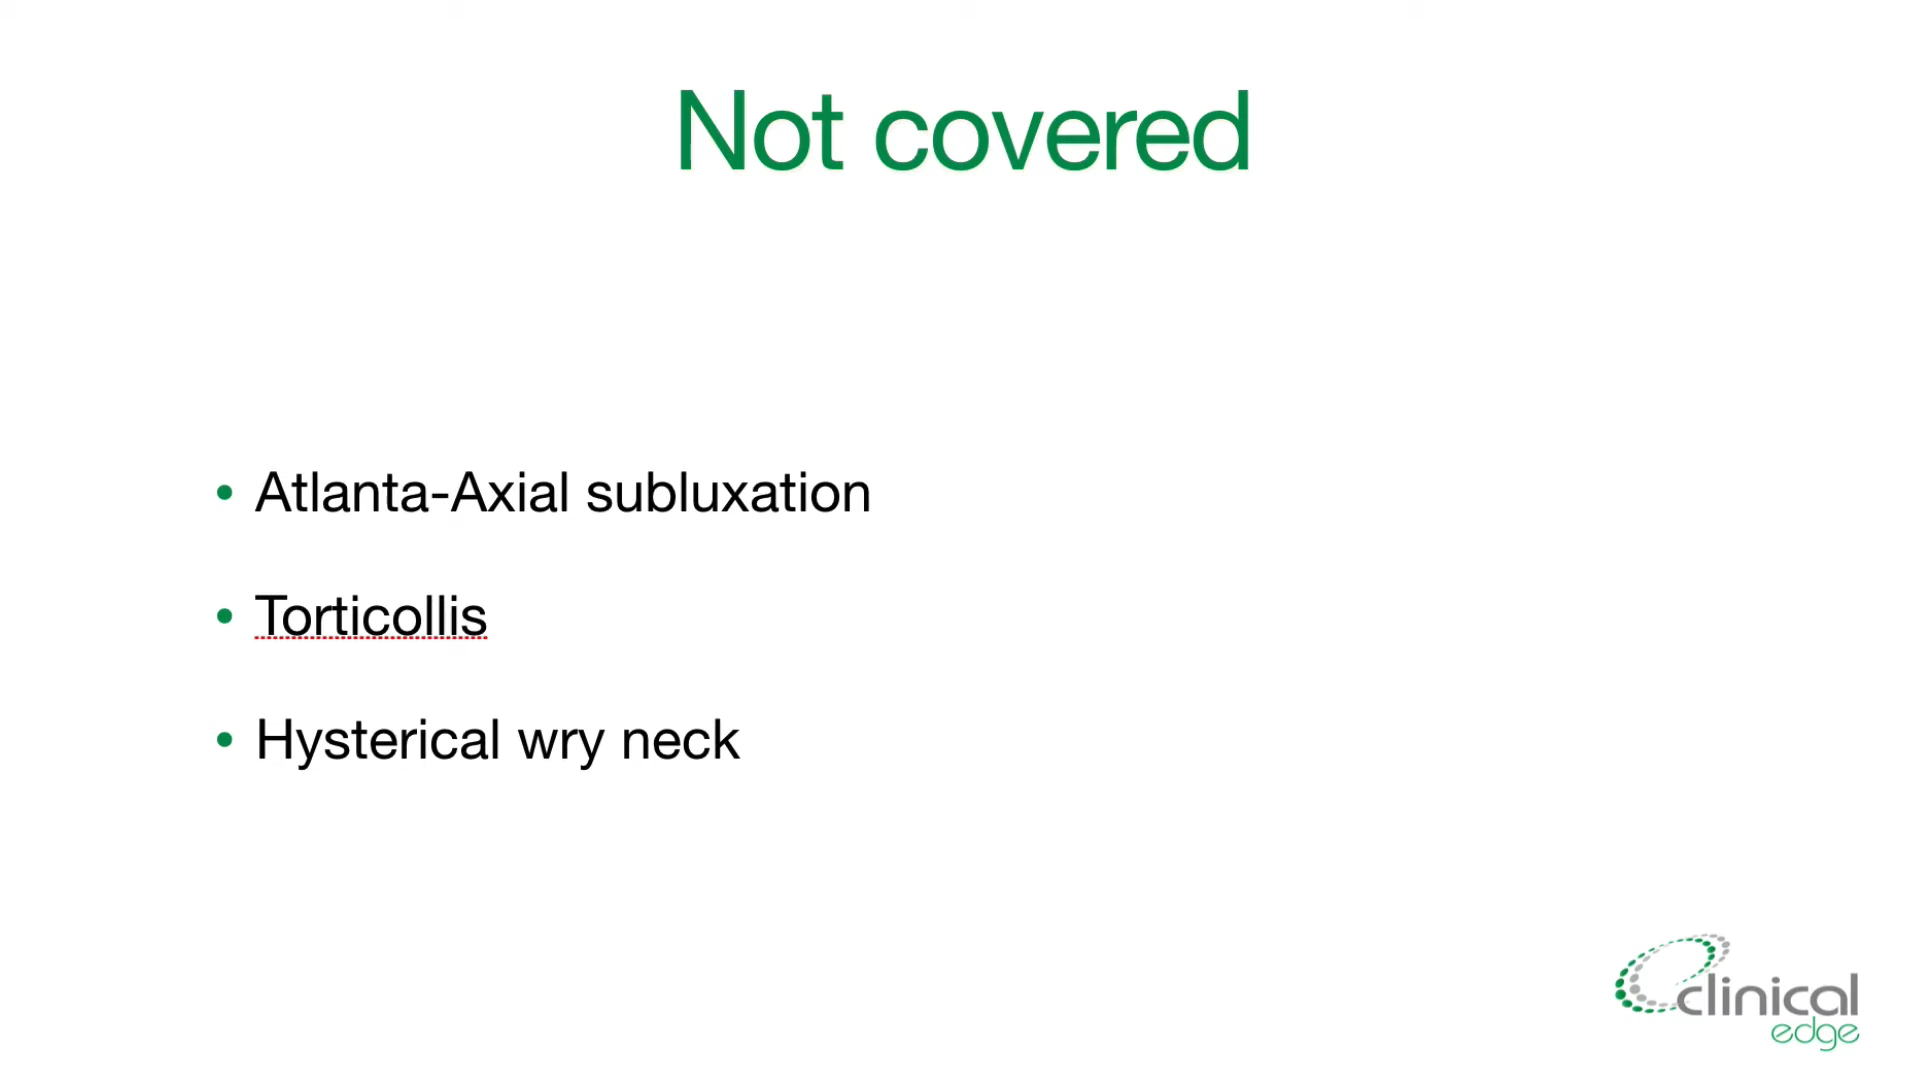 Not covered
• Atlanta-Axial subluxation
• Torticollis
• Hysterical wry neck
clinical
edge